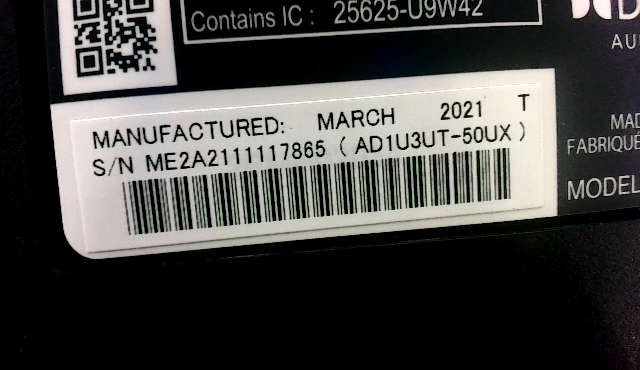 Contains IC : 25625-U9W42
AU
MANUFACTURED: MARCH 2021 T
S/N ME2A2111117865 ( AD1U3UT-50UX )
MAD
FABRIQUÉ
MODEL